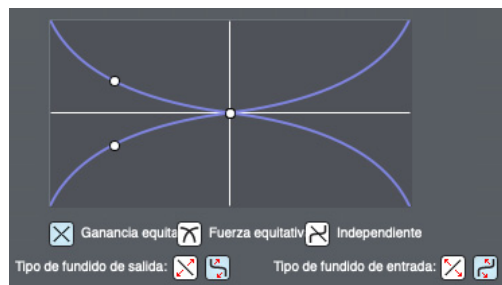 Ganancia equita Fuerza equitativ Independiente
Tipo de fundido de salida: Tipo de fundido de entrada: